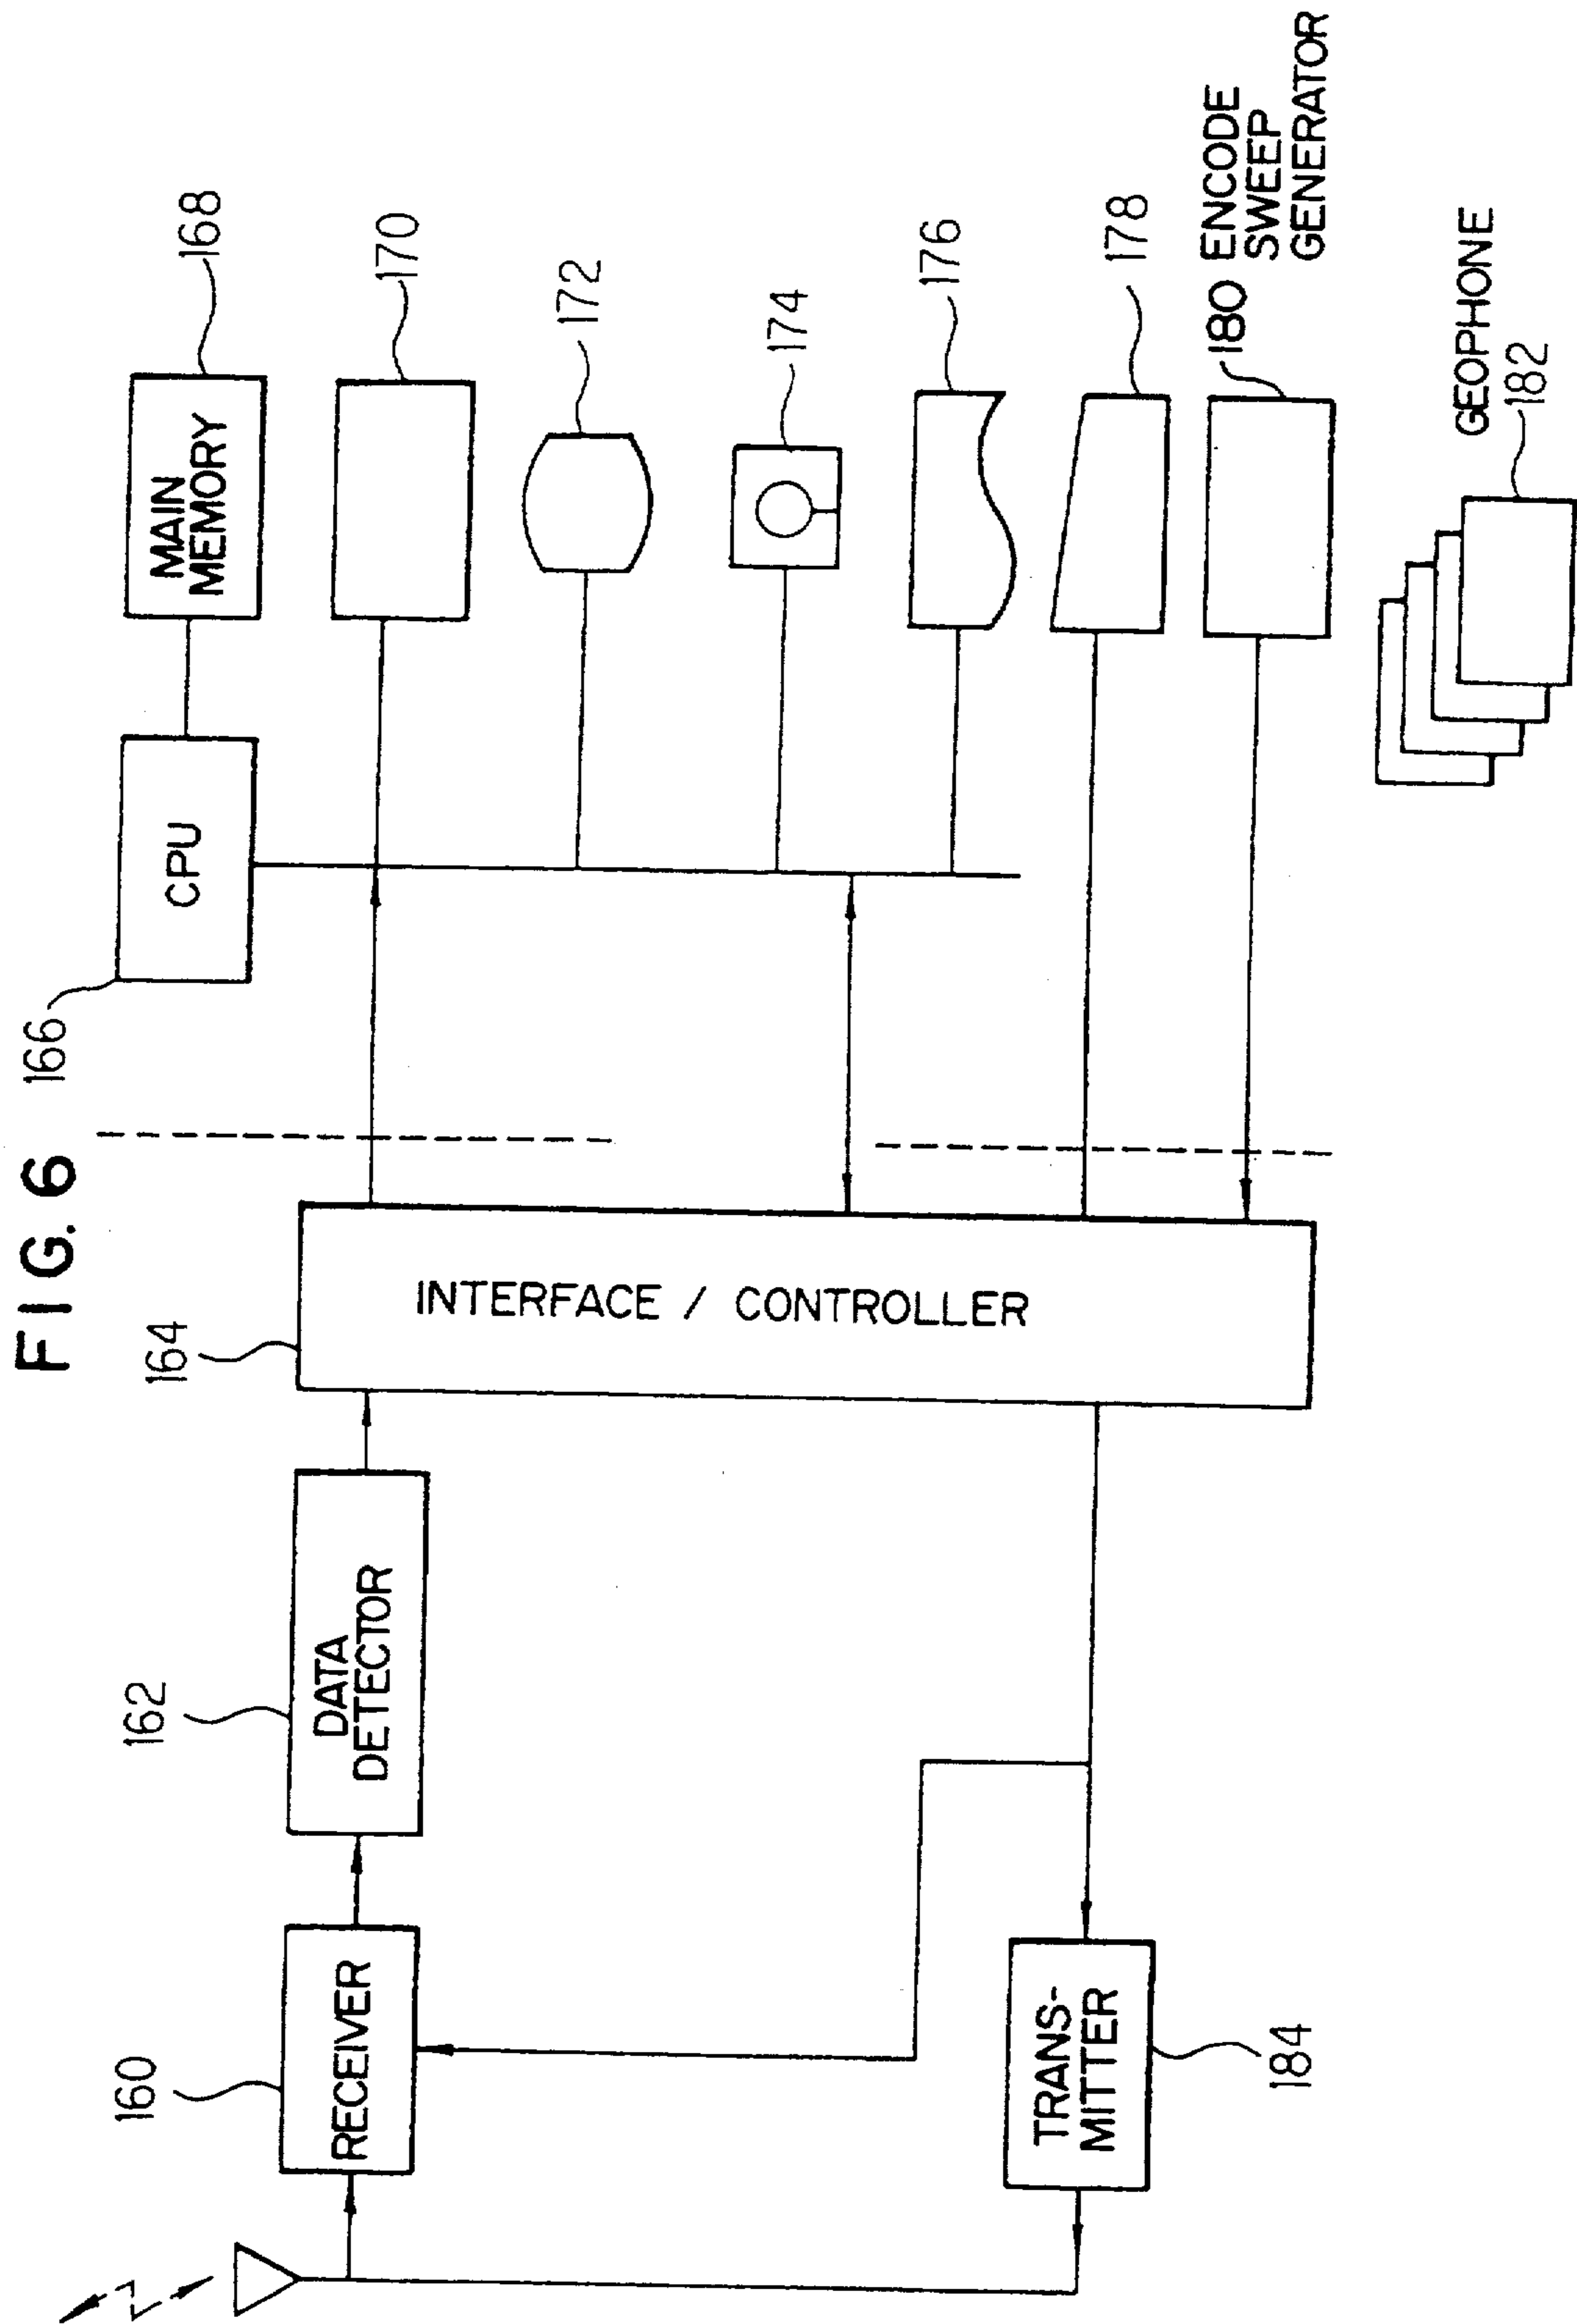 FIG. 6
166
CPU
MAIN
MEMORY
168
170
172
174
176
178
180 ENCODE
SWEEP
GENERATOR
GEOPHONE
182
164
INTERFACE / CONTROLLER
162
DATA
DETECTOR
160
RECEIVER
TRANS-
MITTER
184